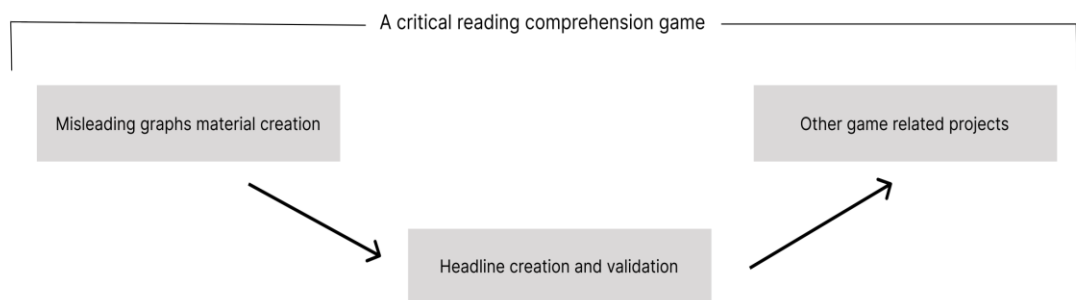 A critical reading comprehension game
Misleading graphs material creation
Other game related projects
Headline creation and validation